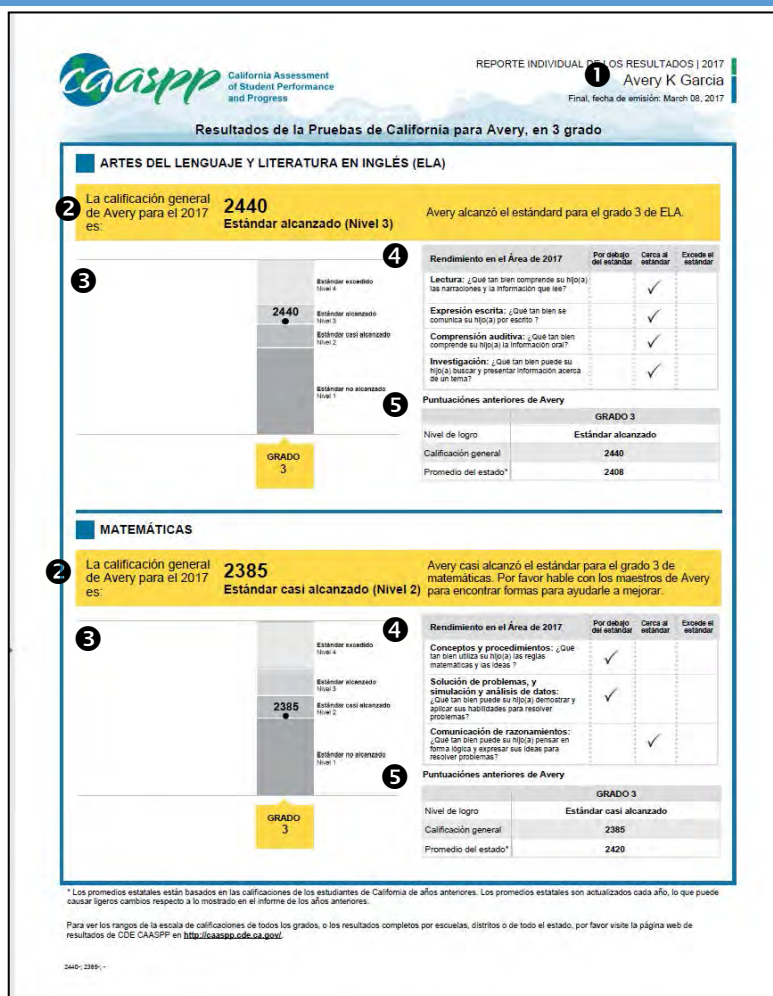 caaspp
California Assessment
of Student Performance
and Progress
REPORTE INDIVIDUAL DE LOS RESULTADOS | 2017
❶
Avery K Garcia
Final, fecha de emisión: March 08, 2017
Resultados de la Pruebas de California para Avery, en 3 grado
ARTES DEL LENGUAJE Y LITERATURA EN INGLÉS (ELA)
❷
La calificación general
de Avery para el 2017
es:
2440
Estándar alcanzado (Nivel 3)
Avery alcanzó el estándard para el grado 3 de ELA.
❸
Estándar excedido
Nivel 4
2440
Estándar alcanzado
Nivel 3
Estándar casi alcanzado
Nivel 2
Estándar no alcanzado
Nivel 1
GRADO
3
❹
Rendimiento en el Área de 2017
Por debajo
del estándar
Cerca al
estándar
Excede el
estándar
Lectura: ¿Qué tan bien comprende su hijo(a)
las narraciones y la información que lee?
✓
Expresión escrita: ¿Qué tan bien se
comunica su hijo(a) por escrito ?
✓
Comprensión auditiva: ¿Qué tan bien
comprende su hijo(a) la información oral?
✓
Investigación: ¿Qué tan bien puede su
hijo(a) buscar y presentar información acerca
de un tema?
✓
❺
Puntuaciónes anteriores de Avery
GRADO 3
Nivel de logro Estándar alcanzado
Calificación general 2440
Promedio del estado* 2408
MATEMÁTICAS
❷
La calificación general
de Avery para el 2017
es:
2385
Estándar casi alcanzado (Nivel 2)
Avery casi alcanzó el estándar para el grado 3 de
matemáticas. Por favor hable con los maestros de Avery
para encontrar formas para ayudarle a mejorar.
❸
Estándar excedido
Nivel 4
Estándar alcanzado
Nivel 3
2385
Estándar casi alcanzado
Nivel 2
Estándar no alcanzado
Nivel 1
GRADO
3
❹
Rendimiento en el Área de 2017
Por debajo
del estándar
Cerca al
estándar
Excede el
estándar
Conceptos y procedimientos: ¿Qué
tan bien utiliza su hijo(a) las reglas
matemáticas y las ideas ?
✓
Solución de problemas, y
simulación y análisis de datos:
¿Qué tan bien puede su hijo(a) demostrar y
aplicar sus habilidades para resolver
problemas?
✓
Comunicación de razonamientos:
¿Qué tan bien puede su hijo(a) pensar en
forma lógica y expresar sus ideas para
resolver problemas?
✓
❺
Puntuaciónes anteriores de Avery
GRADO 3
Nivel de logro Estándar casi alcanzado
Calificación general 2385
Promedio del estado* 2420
* Los promedios estatales están basados en las calificaciones de los estudiantes de California de años anteriores. Los promedios estatales son actualizados cada año, lo que puede
causar ligeros cambios respecto a lo mostrado en el informe de los años anteriores.
Para ver los rangos de la escala de calificaciones de todos los grados, o los resultados completos por escuelas, distritos o de todo el estado, por favor visite la página web de
resultados de CDE CAASPP en http://caaspp.cde.ca.gov/.